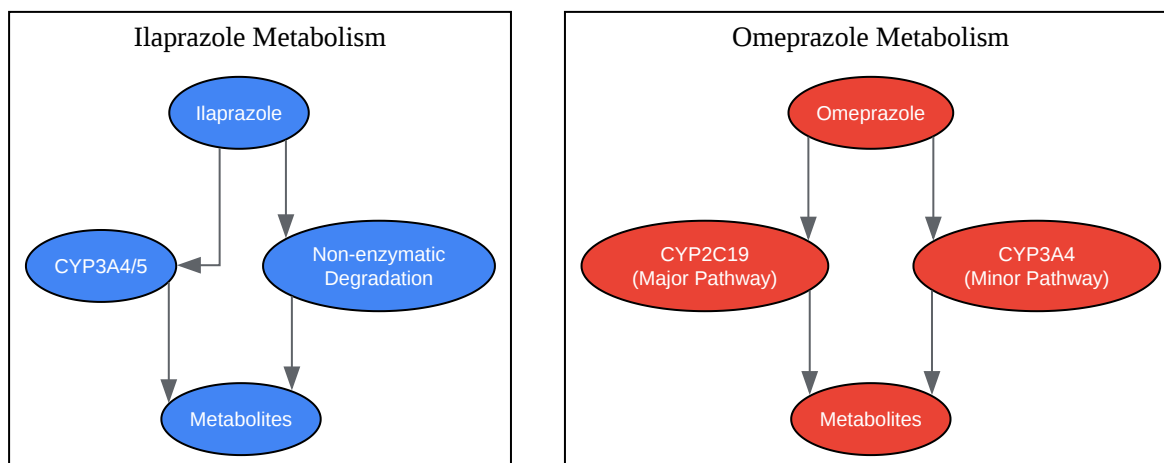 Ilaprazole Metabolism
Ilaprazole
CYP3A4/5
Non-enzymatic
Degradation
Metabolites
Omeprazole Metabolism
Omeprazole
CYP2C19
(Major Pathway)
CYP3A4
(Minor Pathway)
Metabolites